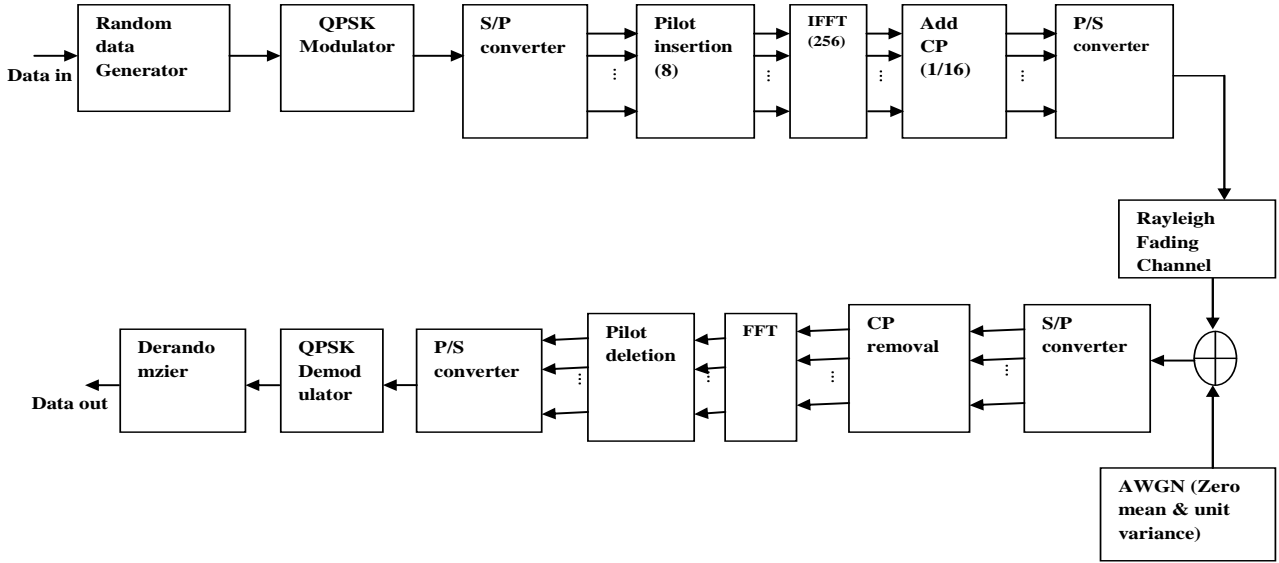 Data in
Random
data
Generator
QPSK
Modulator
S/P
converter
Pilot
insertion
(8)
IFFT
(256)
Add
CP
(1/16)
P/S
converter
Rayleigh
Fading
Channel
AWGN (Zero
mean & unit
variance)
S/P
converter
CP
removal
FFT
Pilot
deletion
P/S
converter
QPSK
Demod
ulator
Derando
mzier
Data out